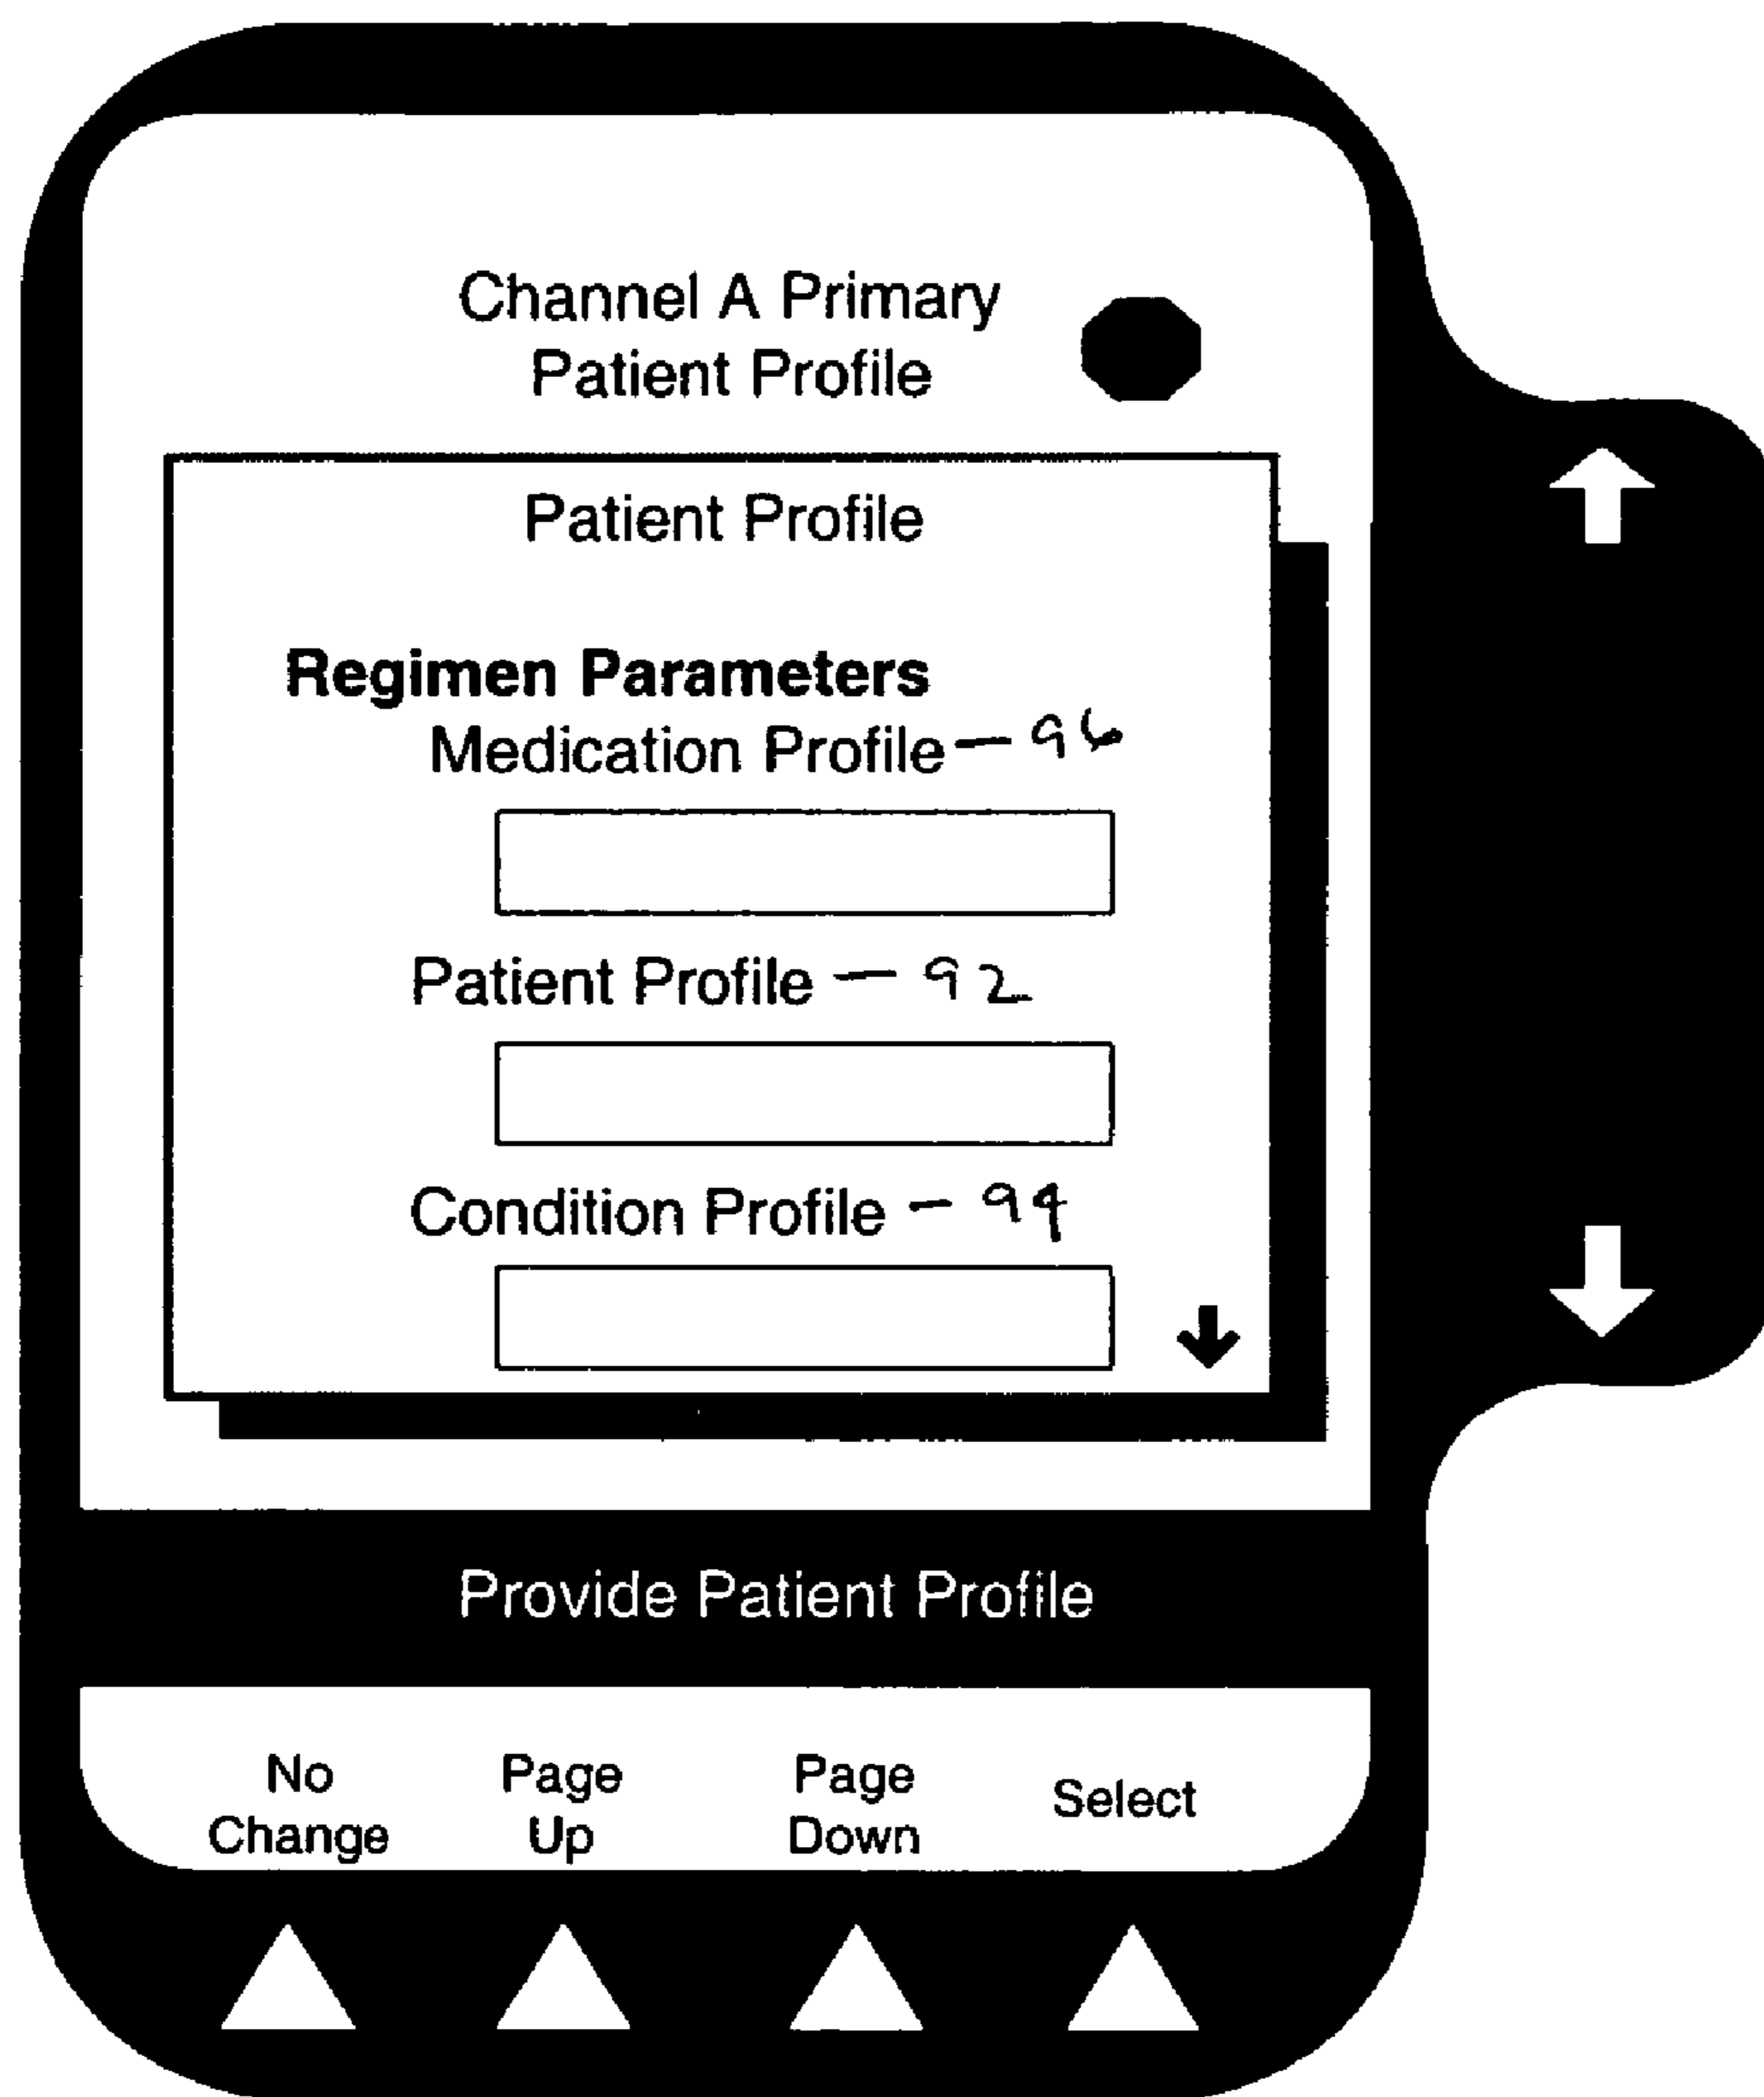 Channel A Primary
Patient Profile
Patient Profile
Regimen Parameters
Medication Profile — 96
Patient Profile — 92
Condition Profile — 94
Provide Patient Profile
No
Change
Page
Up
Page
Down
Select